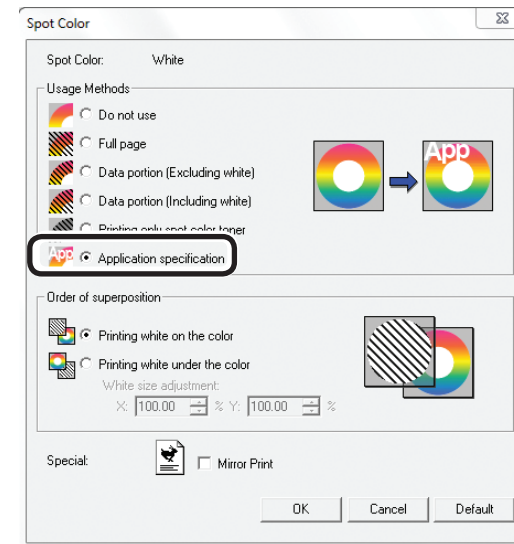 Spot Color
Spot Color: White
Usage Methods
Do not use
Full page
Data portion (Excluding white)
Data portion (Including white)
Printing only spot color toner
App Application specification
App
Order of superposition
Printing white on the color
Printing white under the color
White size adjustment:
X: 100.00 % Y: 100.00 %
Special: Mirror Print
OK Cancel Default